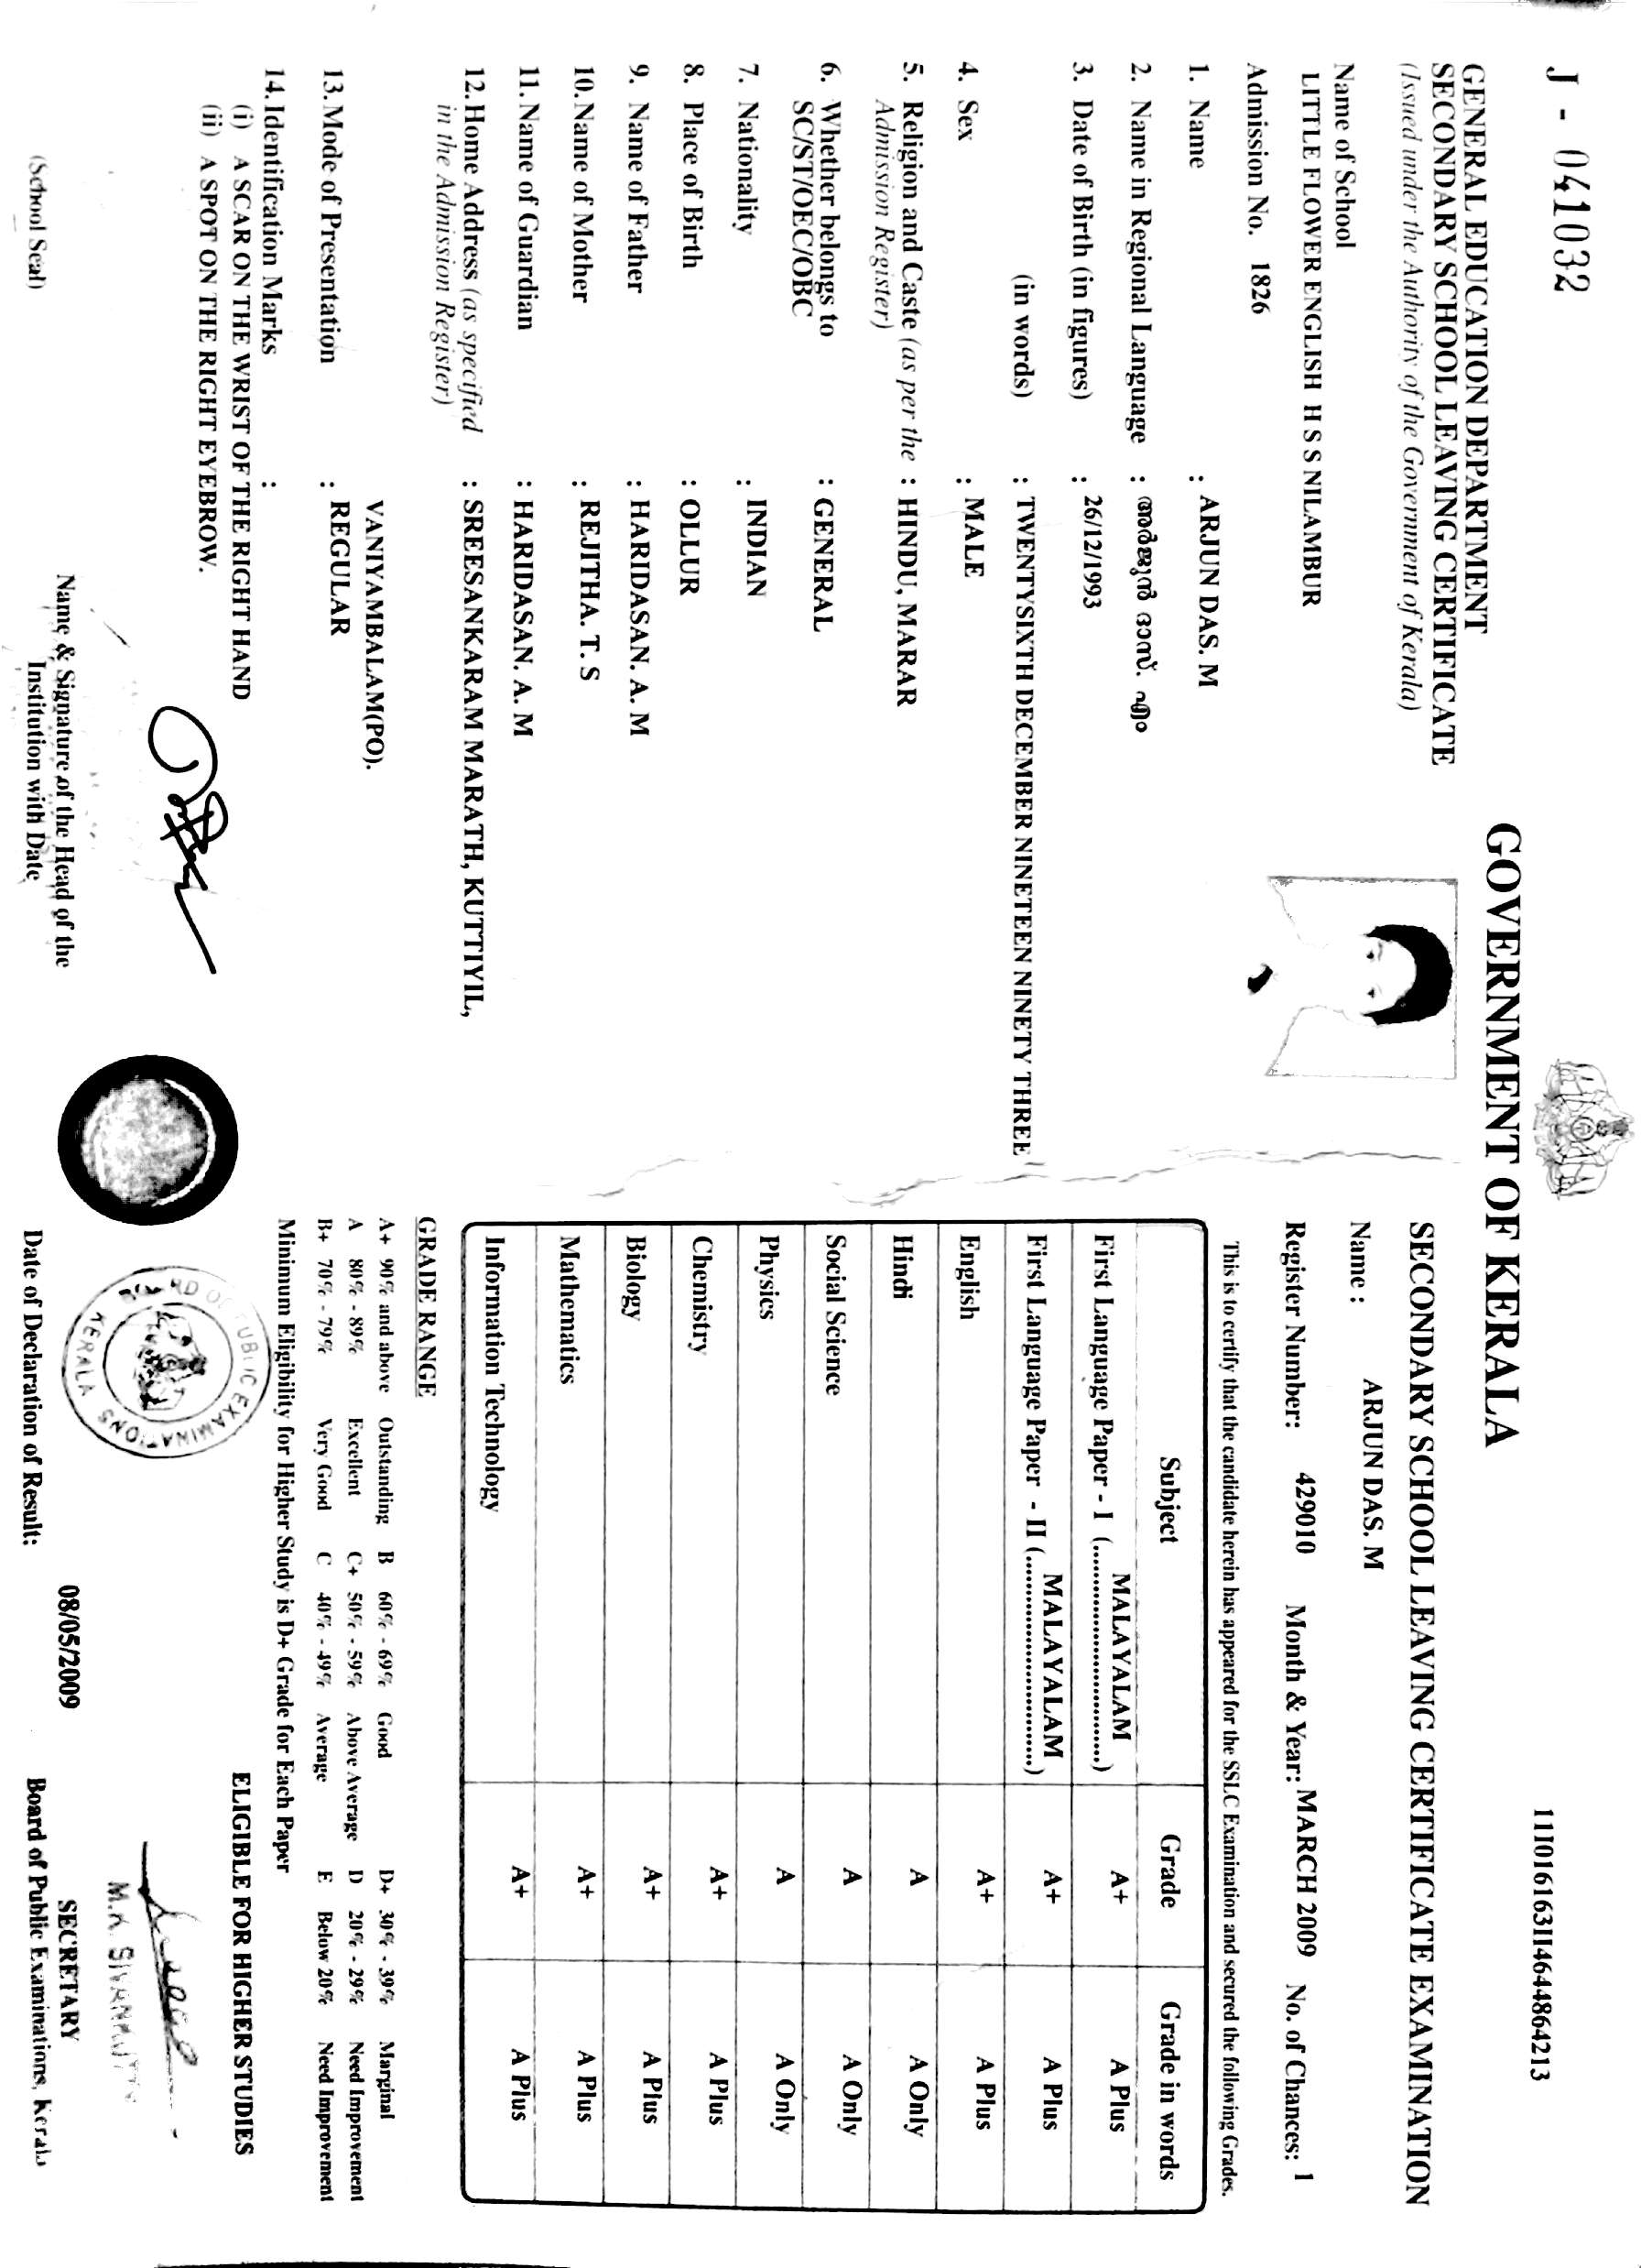 J - 041032
11I016163II4644864213
GOVERNMENT OF KERALA
GENERAL EDUCATION DEPARTMENT
SECONDARY SCHOOL LEAVING CERTIFICATE
(Issued under the Authority of the Government of Kerala)
Name of School
LITTLE FLOWER ENGLISH H S S NILAMBUR
Admission No. 1826
1. Name : ARJUN DAS. M
2. Name in Regional Language : അർജുൻ ദാസ്. എം
3. Date of Birth (in figures) : 26/12/1993
(in words) : TWENTYSIXTH DECEMBER NINETEEN NINETY THREE
4. Sex : MALE
5. Religion and Caste (as per the : HINDU, MARAR
Admission Register)
6. Whether belongs to : GENERAL
SC/ST/OEC/OBC
7. Nationality : INDIAN
8. Place of Birth : OLLUR
9. Name of Father : HARIDASAN. A. M
10. Name of Mother : REJITHA. T. S
11. Name of Guardian : HARIDASAN. A. M
12. Home Address (as specified : SREESANKARAM MARATH, KUTTIYIL,
in the Admission Register)
VANIYAMBALAM(PO).
13. Mode of Presentation : REGULAR
14. Identification Marks :
(i) A SCAR ON THE WRIST OF THE RIGHT HAND
(ii) A SPOT ON THE RIGHT EYEBROW.
(School Seal)
Name & Signature of the Head of the
Institution with Date
SECONDARY SCHOOL LEAVING CERTIFICATE EXAMINATION
Name : ARJUN DAS. M
Register Number: 429010 Month & Year: MARCH 2009 No. of Chances: 1
This is to certify that the candidate herein has appeared for the SSLC Examination and secured the following Grades.
Subject Grade Grade in words
First Language Paper - I (MALAYALAM) A+ A Plus
First Language Paper - II (MALAYALAM) A+ A Plus
English A+ A Plus
Hindi A A Only
Social Science A A Only
Physics A A Only
Chemistry A+ A Plus
Biology A+ A Plus
Mathematics A+ A Plus
Information Technology A+ A Plus
GRADE RANGE
A+ 90% and above Outstanding B 60% - 69% Good D+ 30% - 39% Marginal
A 80% - 89% Excellent C+ 50% - 59% Above Average D 20% - 29% Need Improvement
B+ 70% - 79% Very Good C 40% - 49% Average E Below 20% Need Improvement
Minimum Eligibility for Higher Study is D+ Grade for Each Paper
ELIGIBLE FOR HIGHER STUDIES
BOARD OF PUBLIC EXAMINATIONS
KERALA
M.K. SIVANKUTTY
08/05/2009
Date of Declaration of Result:
SECRETARY
Board of Public Examinations, Kerala